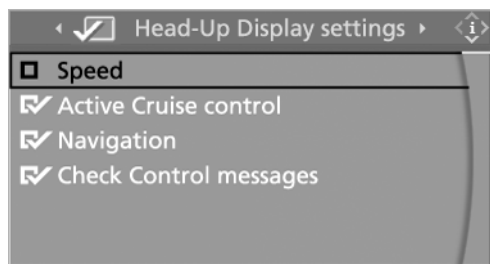 Head-Up Display settings
Speed
Active Cruise control
Navigation
Check Control messages